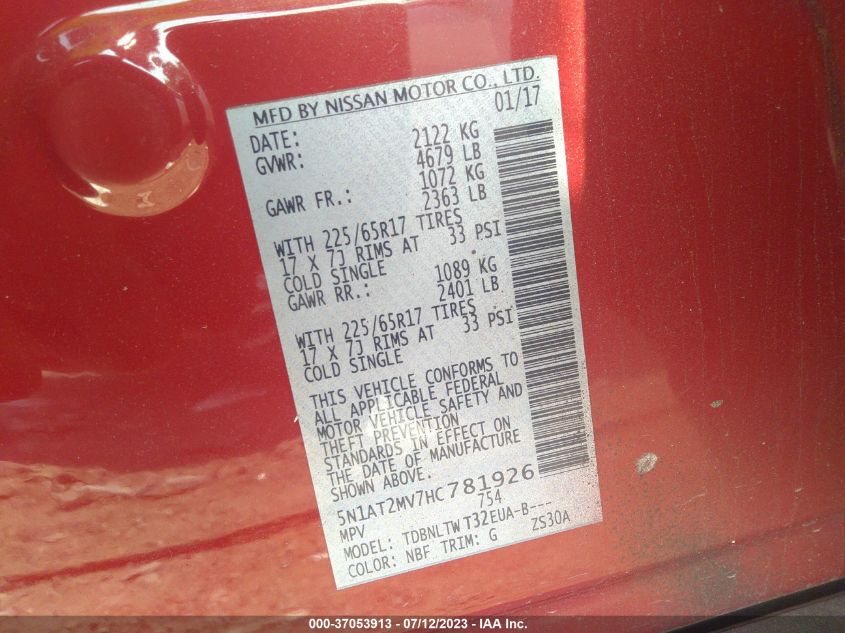 MFD BY NISSAN MOTOR CO., LTD.
DATE: 01/17
GVWR: 2122 KG
4679 LB
GAWR FR.: 1072 KG
2363 LB
WITH 225/65R17 TIRES
17 X 7J RIMS AT 33 PSI
COLD SINGLE
GAWR RR.: 1089 KG
2401 LB
WITH 225/65R17 TIRES
17 X 7J RIMS AT 33 PSI
COLD SINGLE
THIS VEHICLE CONFORMS TO
ALL APPLICABLE FEDERAL
MOTOR VEHICLE SAFETY AND
THEFT PREVENTION
STANDARDS IN EFFECT ON
THE DATE OF MANUFACTURE
SHOWN ABOVE.
5N1AT2MV7HC781926
MPV 754
MODEL: TDBNLTWT32EUA-B---
COLOR: NBF TRIM: G ZS30A
000-37053913 - 07/12/2023 - IAA Inc.